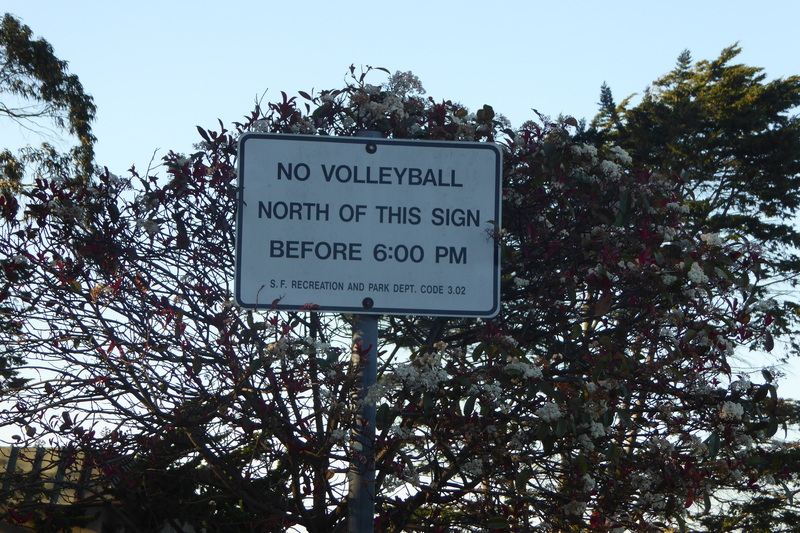 NO VOLLEYBALL
NORTH OF THIS SIGN
BEFORE 6:00 PM
S.F. RECREATION AND PARK DEPT. CODE 3.02